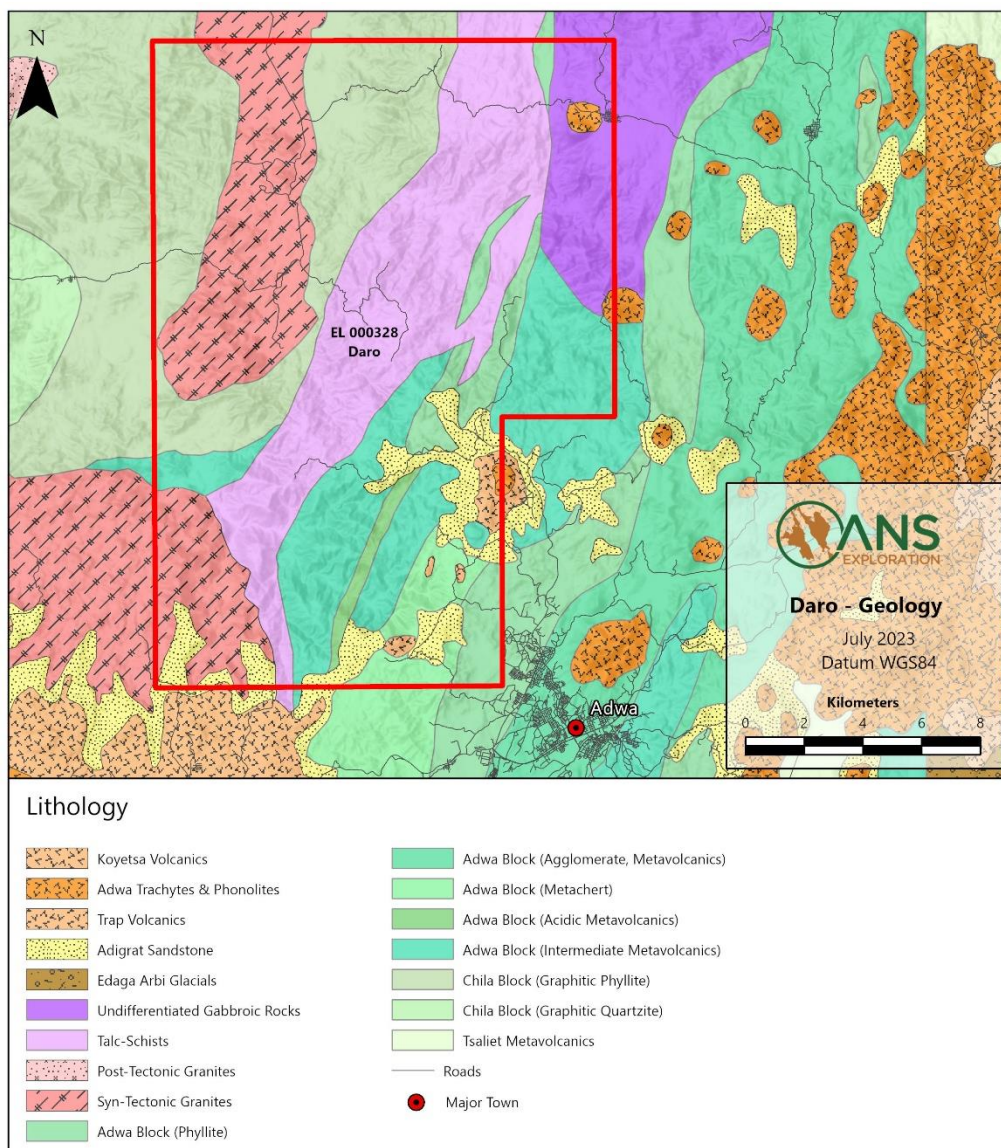 N
EL 000328
Daro
Adwa
ANS
EXPLORATION
Daro - Geology
July 2023
Datum WGS84
Kilometers
0 2 4 6 8
Lithology
Koyetsa Volcanics
Adwa Trachytes & Phonolites
Trap Volcanics
Adigrat Sandstone
Edaga Arbi Glacials
Undifferentiated Gabbroic Rocks
Talc-Schists
Post-Tectonic Granites
Syn-Tectonic Granites
Adwa Block (Phyllite)
Adwa Block (Agglomerate, Metavolcanics)
Adwa Block (Metachert)
Adwa Block (Acidic Metavolcanics)
Adwa Block (Intermediate Metavolcanics)
Chila Block (Graphitic Phyllite)
Chila Block (Graphitic Quartzite)
Tsaliet Metavolcanics
Roads
Major Town